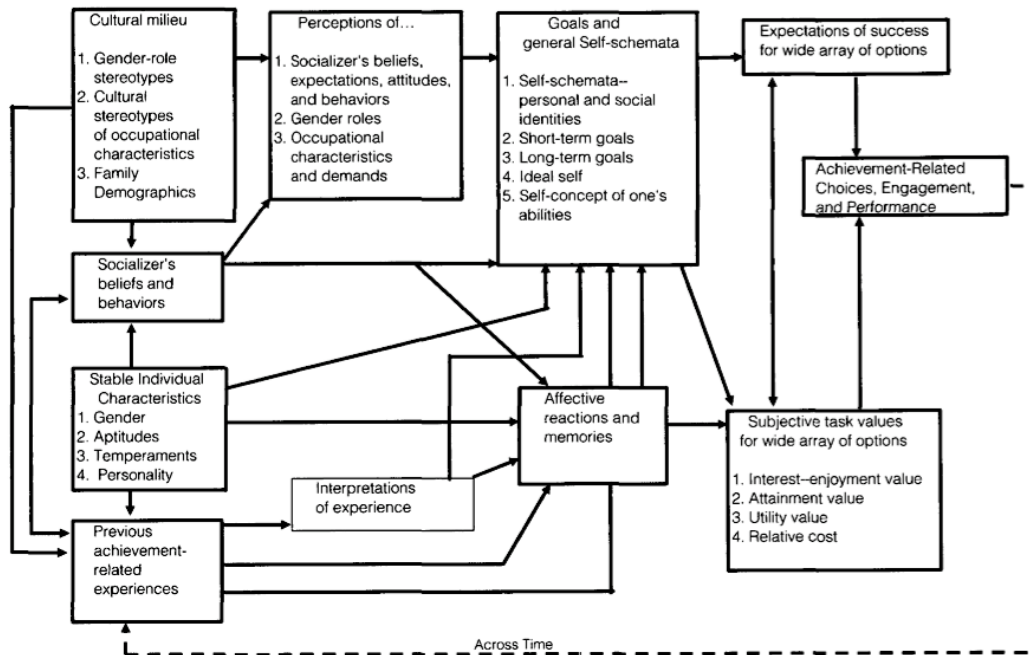 Cultural milieu
1. Gender-role
stereotypes
2. Cultural
stereotypes
of occupational
characteristics
3. Family
Demographics
Perceptions of...
1. Socializer's beliefs,
expectations, attitudes,
and behaviors
2. Gender roles
3. Occupational
characteristics
and demands
Goals and
general Self-schemata
1. Self-schemata--
personal and social
identities
2. Short-term goals
3. Long-term goals
4. Ideal self
5. Self-concept of one's
abilities
Expectations of success
for wide array of options
Achievement-Related
Choices, Engagement,
and Performance
Socializer's
beliefs and
behaviors
Stable Individual
Characteristics
1. Gender
2. Aptitudes
3. Temperaments
4. Personality
Affective
reactions and
memories
Subjective task values
for wide array of options
1. Interest--enjoyment value
2. Attainment value
3. Utility value
4. Relative cost
Interpretations
of experience
Previous
achievement-
related
experiences
Across Time